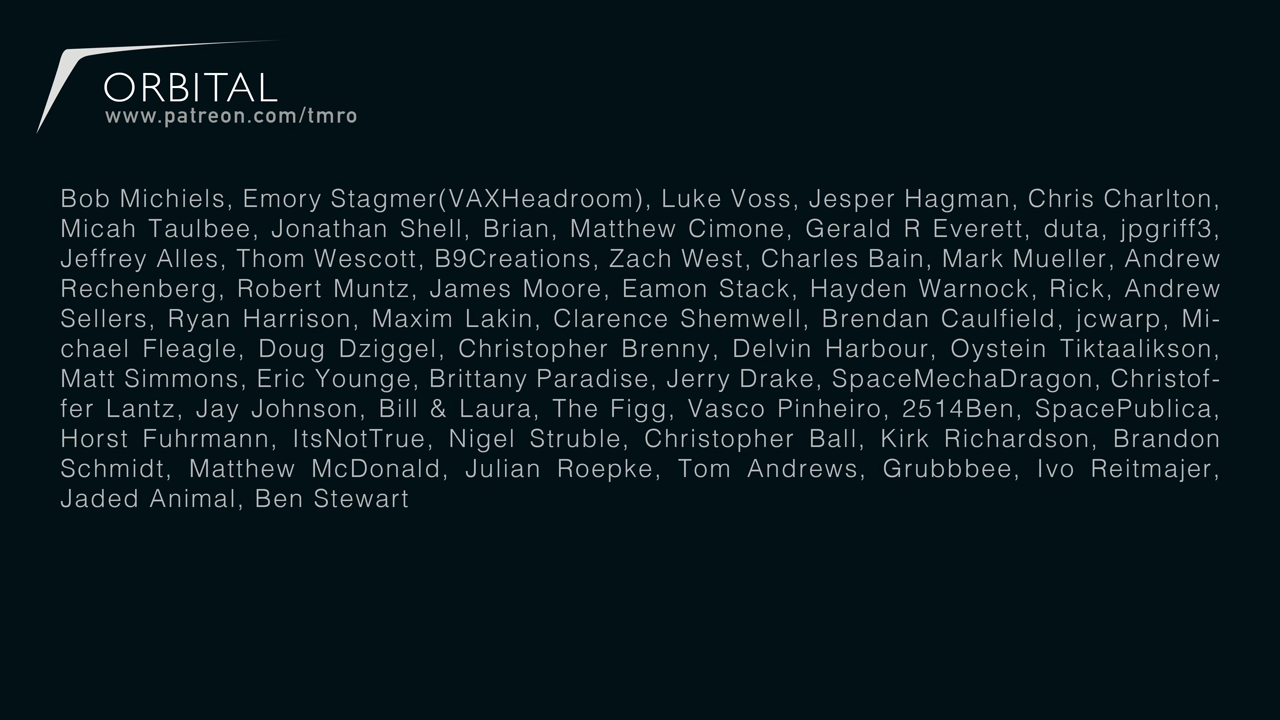 ORBITAL
www.patreon.com/tmro
Bob Michiels, Emory Stagmer(VAXHeadroom), Luke Voss, Jesper Hagman, Chris Charlton,
Micah Taulbee, Jonathan Shell, Brian, Matthew Cimone, Gerald R Everett, duta, jpgriff3,
Jeffrey Alles, Thom Wescott, B9Creations, Zach West, Charles Bain, Mark Mueller, Andrew
Rechenberg, Robert Muntz, James Moore, Eamon Stack, Hayden Warnock, Rick, Andrew
Sellers, Ryan Harrison, Maxim Lakin, Clarence Shemwell, Brendan Caulfield, jcwarp, Mi-
chael Fleagle, Doug Dziggel, Christopher Brenny, Delvin Harbour, Oystein Tiktaalikson,
Matt Simmons, Eric Younge, Brittany Paradise, Jerry Drake, SpaceMechaDragon, Christof-
fer Lantz, Jay Johnson, Bill & Laura, The Figg, Vasco Pinheiro, 2514Ben, SpacePublica,
Horst Fuhrmann, ItsNotTrue, Nigel Struble, Christopher Ball, Kirk Richardson, Brandon
Schmidt, Matthew McDonald, Julian Roepke, Tom Andrews, Grubbbee, Ivo Reitmajer,
Jaded Animal, Ben Stewart